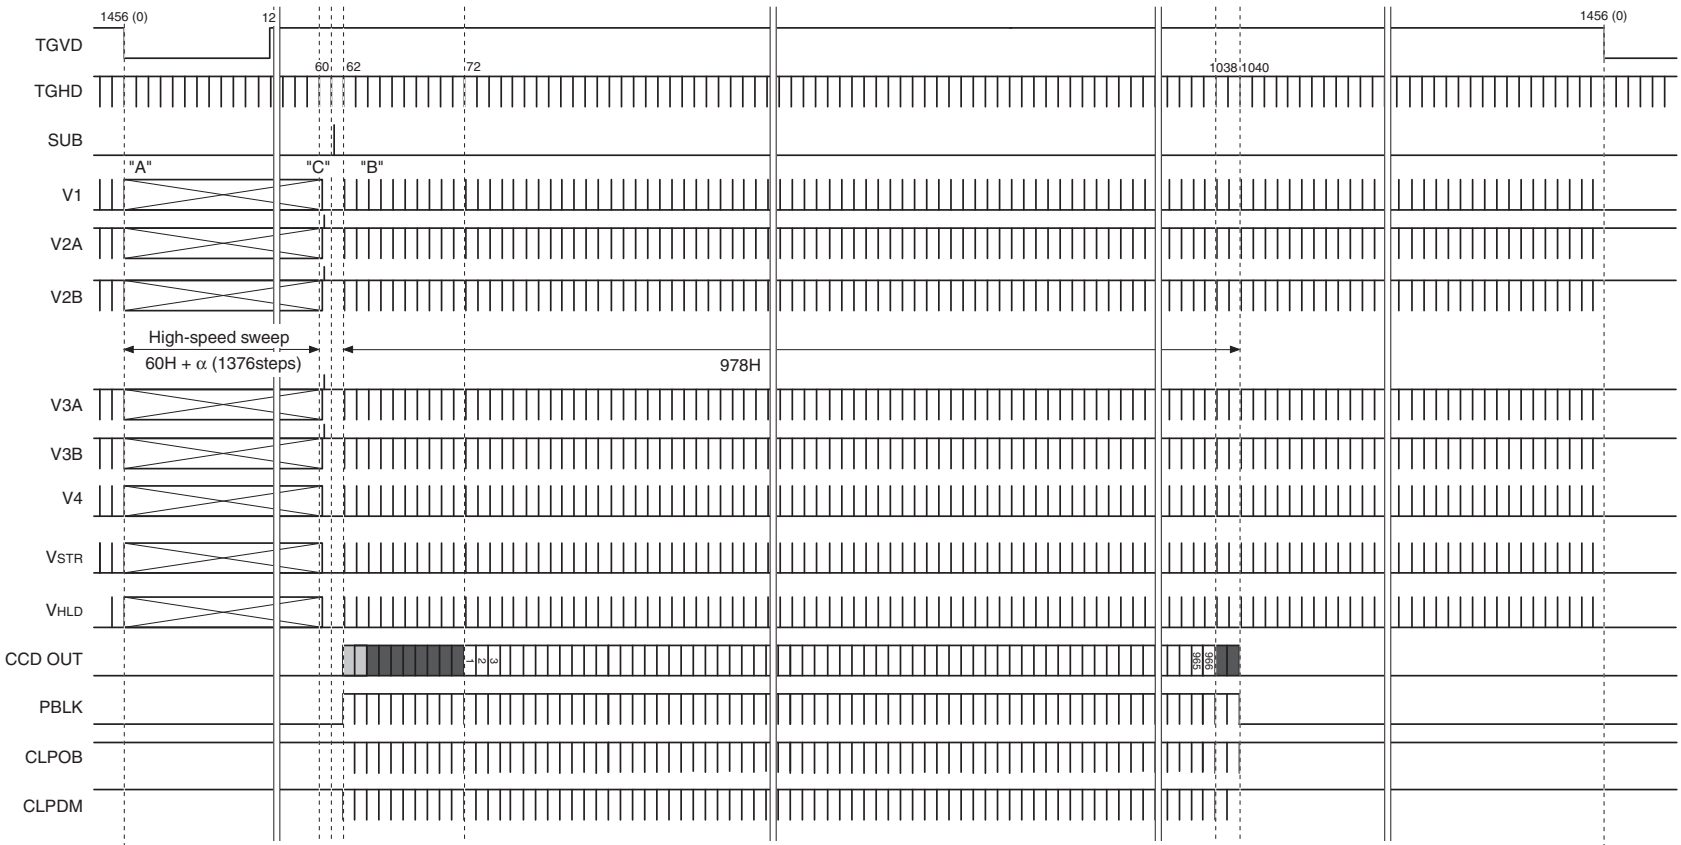 1456 (0) 12 1456 (0)
TGVD
60 62 72 1038 1040
TGHD
SUB
"A" "C" "B"
V1
V2A
V2B
High-speed sweep
60H + α (1376steps) 978H
V3A
V3B
V4
VSTR
VHLD
CCD OUT 1 2 3 965 966
PBLK
CLPOB
CLPDM